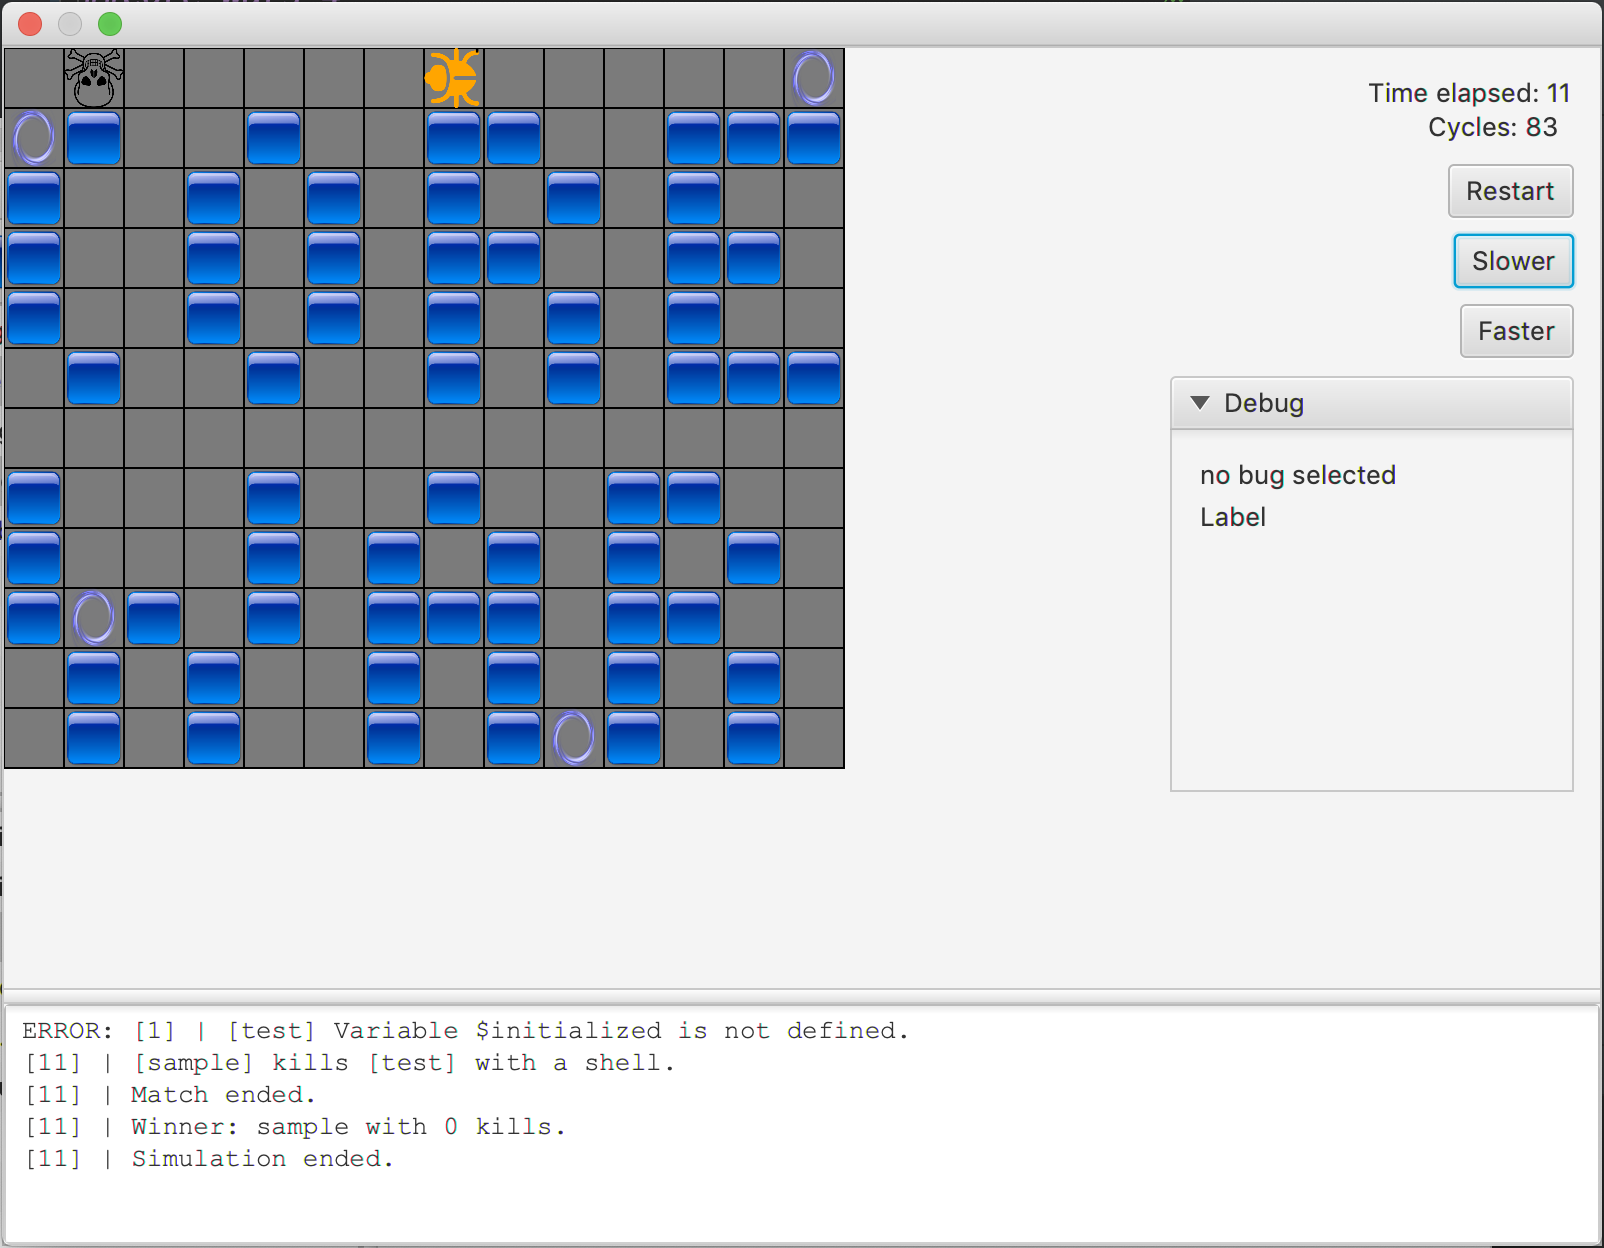 Time elapsed: 11
Cycles: 83
Restart
Slower
Faster
Debug
no bug selected
Label
ERROR: [1] | [test] Variable $initialized is not defined.
[11] | [sample] kills [test] with a shell.
[11] | Match ended.
[11] | Winner: sample with 0 kills.
[11] | Simulation ended.